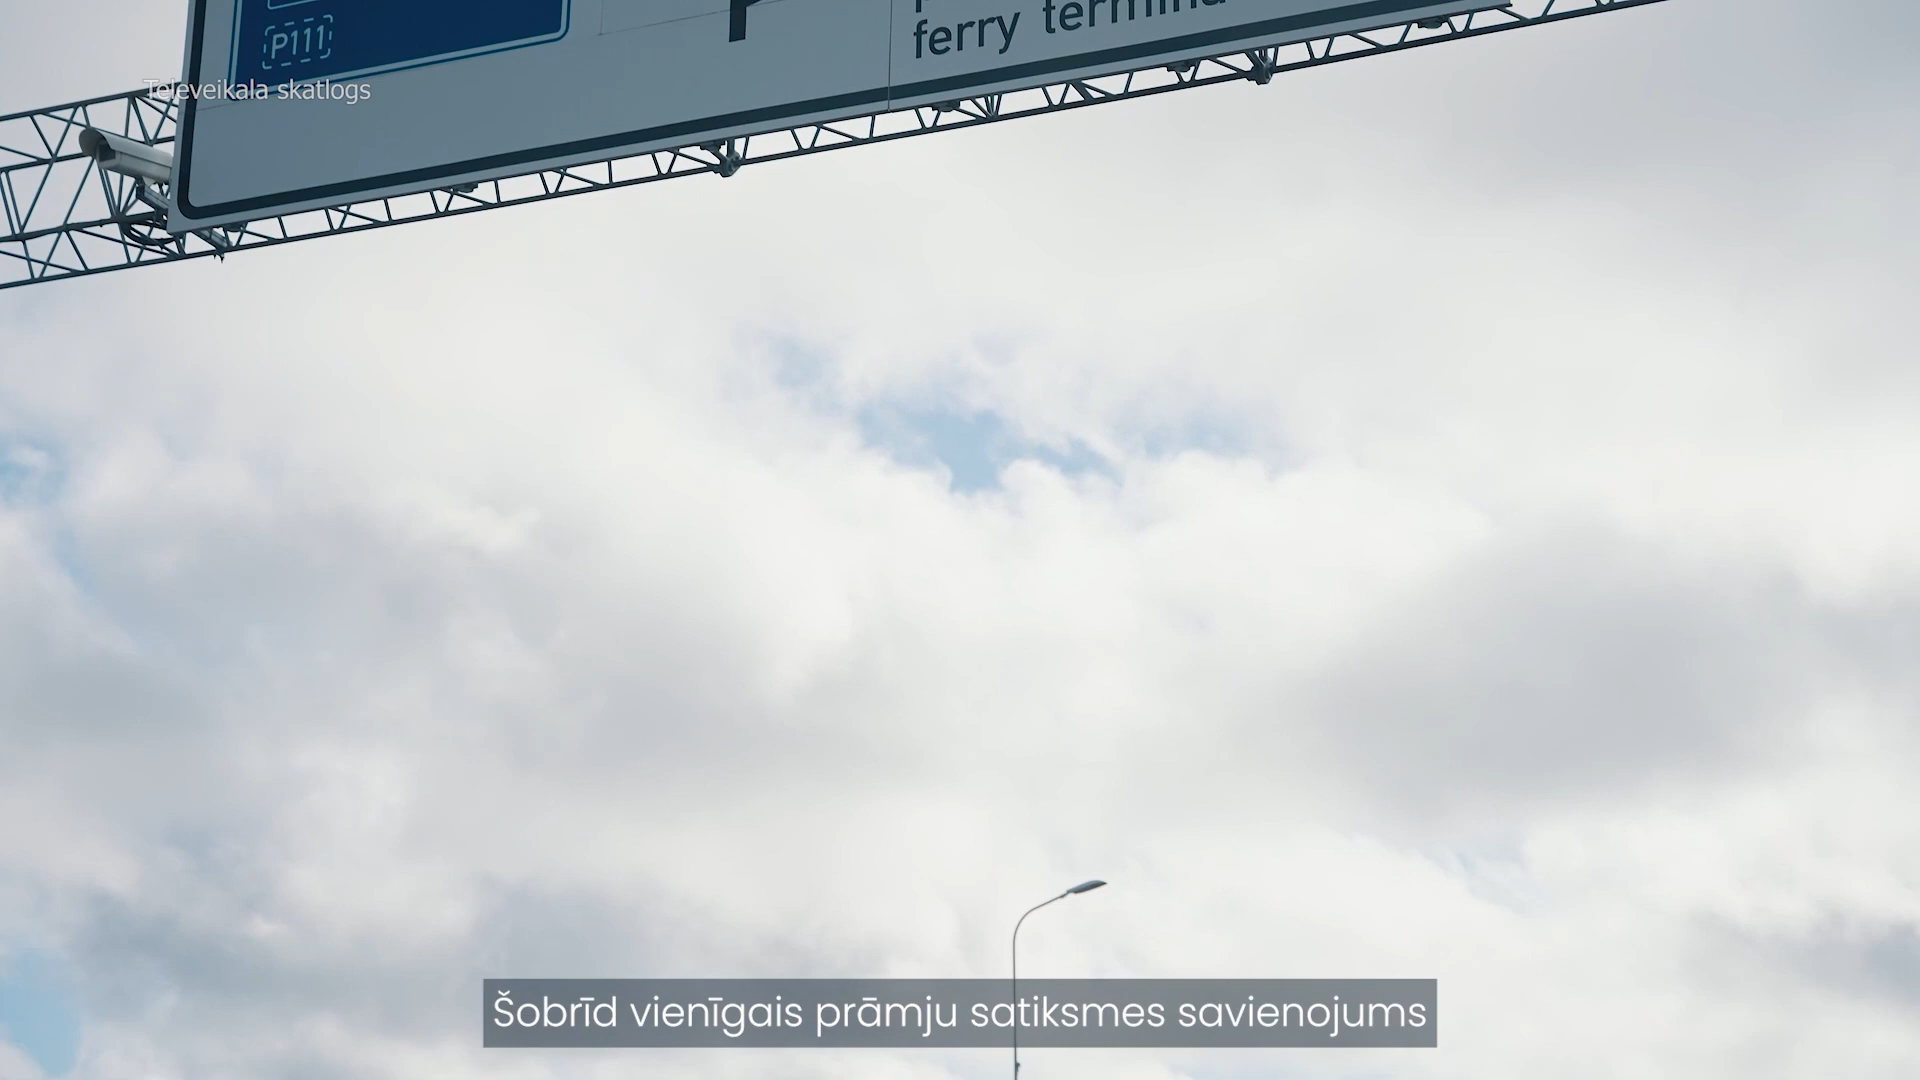 P111
ferry
Televeikala skatlogs
Šobrīd vienīgais prāmju satiksmes savienojums